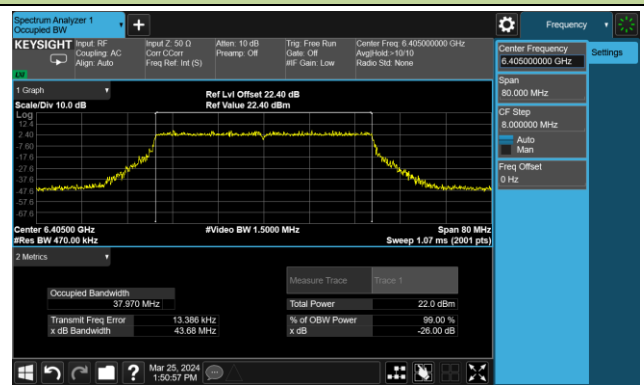 Spectrum Analyzer 1
Occupied BW
+
Frequency
KEYSIGHT
Input: RF
Coupling: AC
Align: Auto
Input Z: 50 Ω
Corr CCorr
Freq Ref: Int (S)
Atten: 10 dB
Preamp: Off
Trig: Free Run
Gate: Off
#IF Gain: Low
Center Freq: 6.405000000 GHz
Avg|Hold:>10/10
Radio Std: None
Center Frequency
6.405000000 GHz
Settings
Span
80.000 MHz
CF Step
8.000000 MHz
Auto
Man
Freq Offset
0 Hz
1 Graph
Scale/Div 10.0 dB
Ref Lvl Offset 22.40 dB
Ref Value 22.40 dBm
Log
12.4
2.40
-7.60
-17.6
-27.6
-37.6
-47.6
-57.6
-67.6
Center 6.40500 GHz
#Res BW 470.00 kHz
#Video BW 1.5000 MHz
Span 80 MHz
Sweep 1.07 ms (2001 pts)
2 Metrics
Measure Trace
Trace 1
Occupied Bandwidth
37.970 MHz
Total Power
22.0 dBm
Transmit Freq Error
13.386 kHz
% of OBW Power
99.00 %
x dB Bandwidth
43.68 MHz
x dB
-26.00 dB
?
Mar 25, 2024
1:50:57 PM